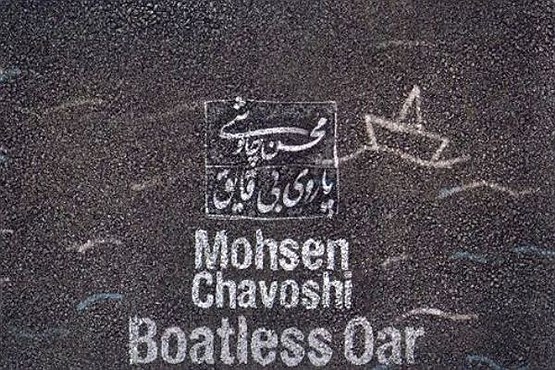 محسن چاوشی
پاروی بی قایق
Mohsen
Chavoshi
Boatless Oar